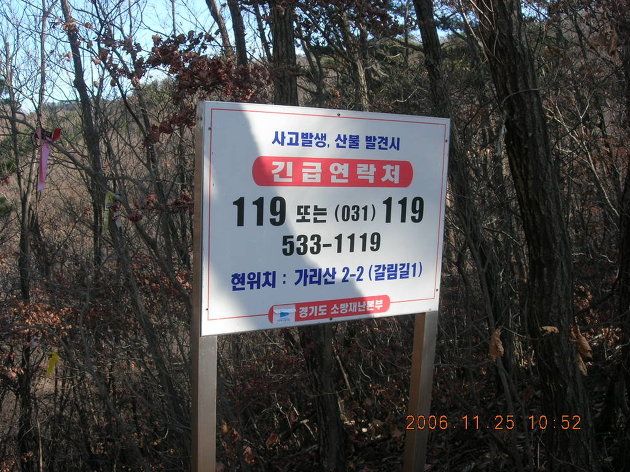 사고발생, 산불 발견시
긴급연락처
119 또는 (031) 119
533-1119
현위치 : 가리산 2-2 (갈림길1)
경기도 소방재난본부
2006.11.25 10:52